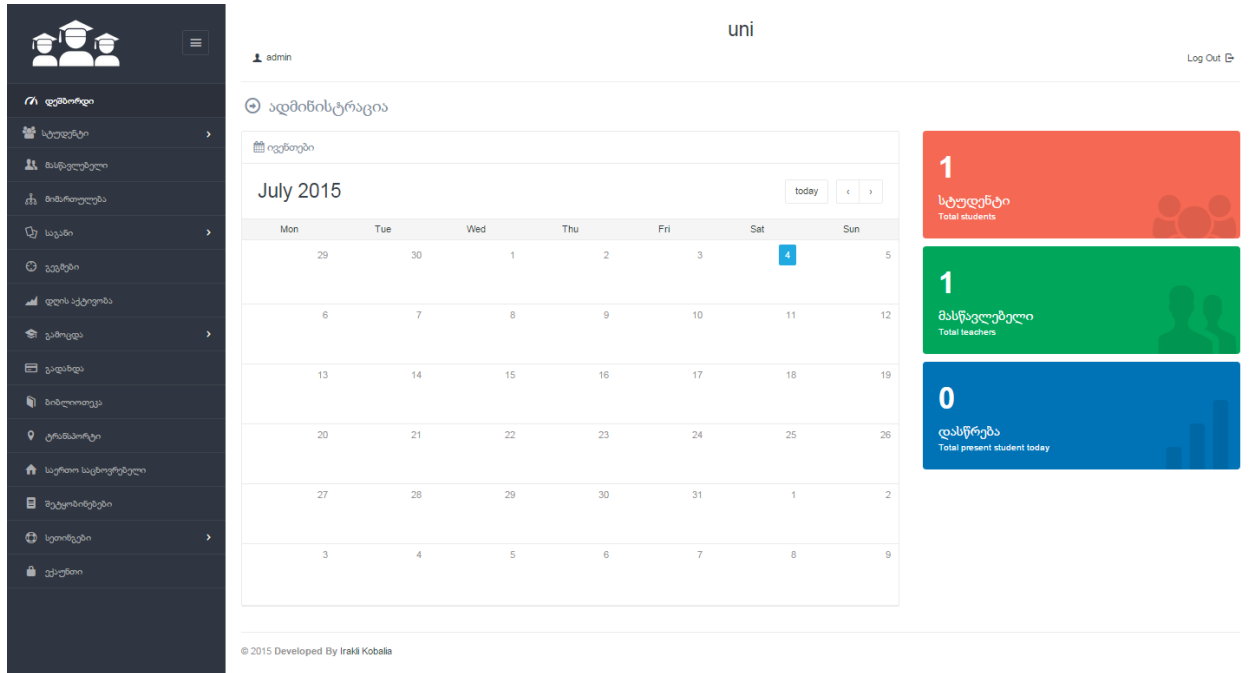 uni
admin
Log Out
დეშბორდი
სტუდენტი
მასწავლებელი
მიმართულება
საგანი
გეგმები
დღის აქტივობა
გამოცდა
გადახდა
ბიბლიოთეკა
ტრანსპორტი
საერთო საცხოვრებელი
შეტყობინებები
სეთინგები
ექაუნთი
ადმინისტრაცია
ივენთები
July 2015
today
Mon Tue Wed Thu Fri Sat Sun
29 30 1 2 3 4 5
6 7 8 9 10 11 12
13 14 15 16 17 18 19
20 21 22 23 24 25 26
27 28 29 30 31 1 2
3 4 5 6 7 8 9
1
სტუდენტი
Total students
1
მასწავლებელი
Total teachers
0
დასწრება
Total present student today
© 2015 Developed By Irakli Kobalia